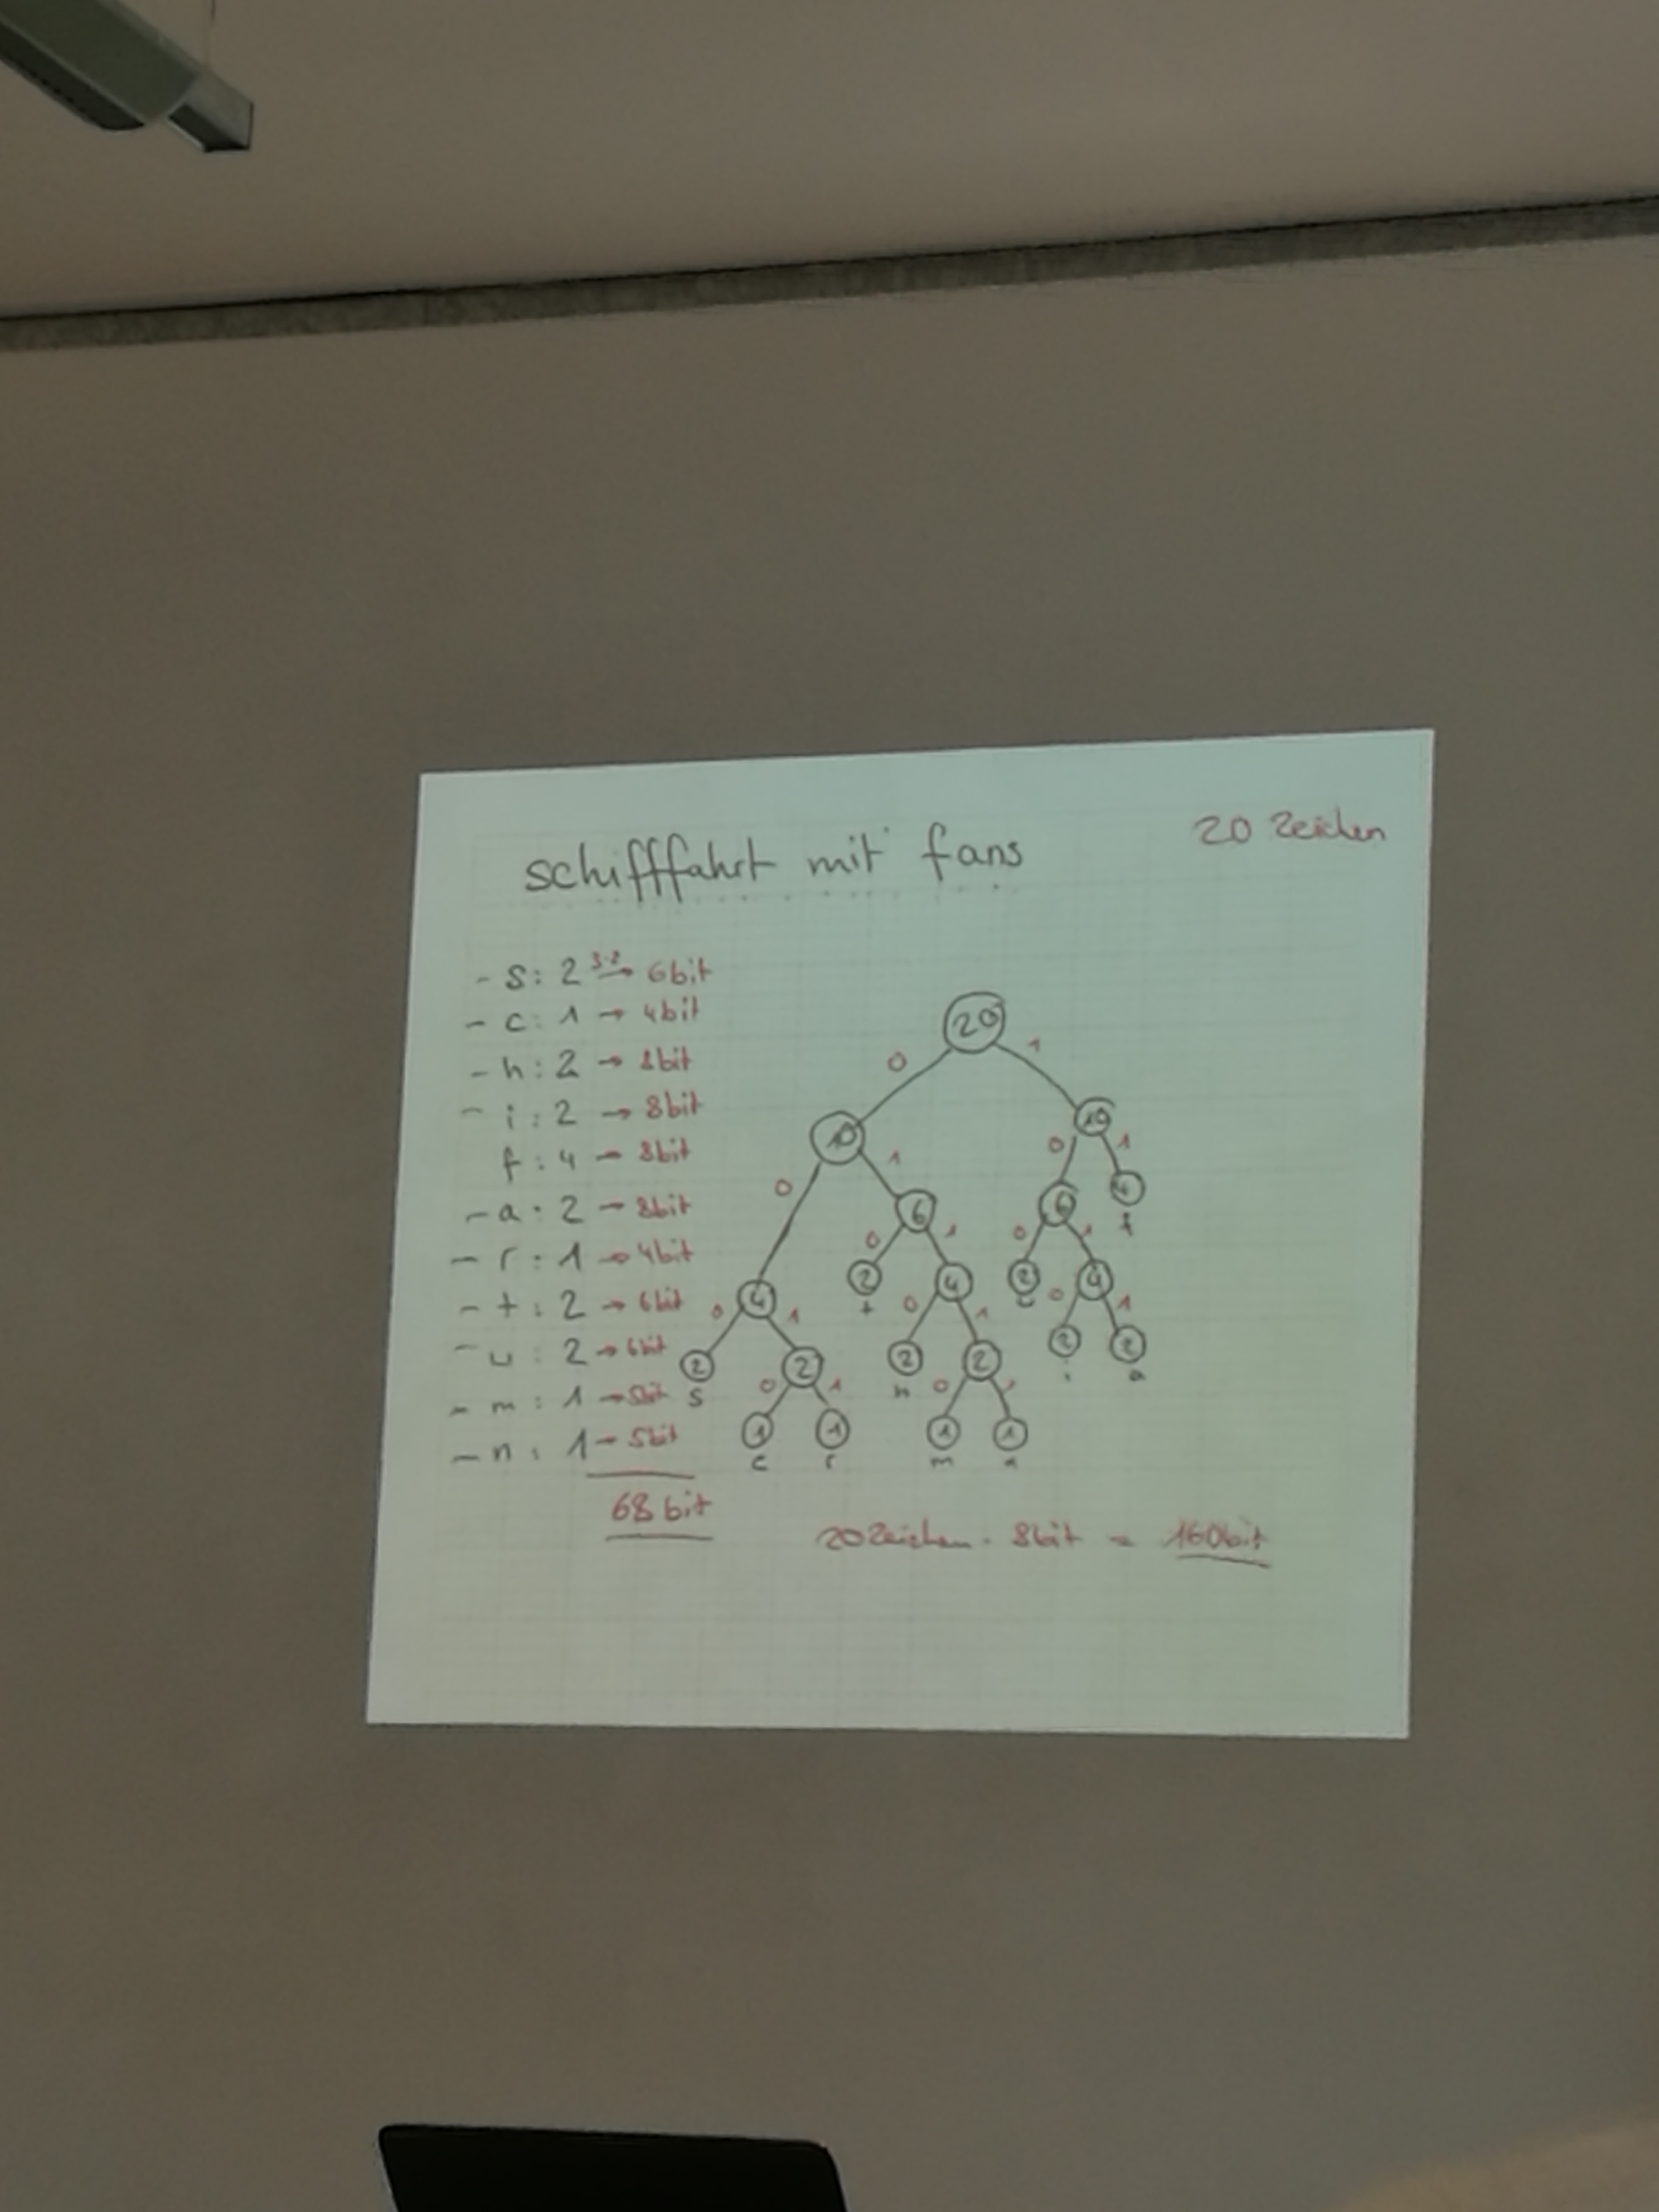 schifffahrt mit fans
20 Zeichen
- s: 2 3·2→ 6bit
- c: 1 → 4bit
- h: 2 → 8bit
- i: 2 → 8bit
f: 4 → 8bit
- a: 2 → 8bit
- r: 1 → 4bit
- t: 2 → 6bit
- ␣: 2 → 6bit
- m: 1 → 5bit
- n: 1 → 5bit
68 bit
20
0 1
10 10
0 1 0 1
6 6 4
f
0 1 0 1
4 2 4 2 4
t ␣
0 1 0 1 0 1
2 2 2 2 2 2
s h i a
0 1 0 1
1 1 1 1
c r m n
20 Zeichen · 8bit = 160bit